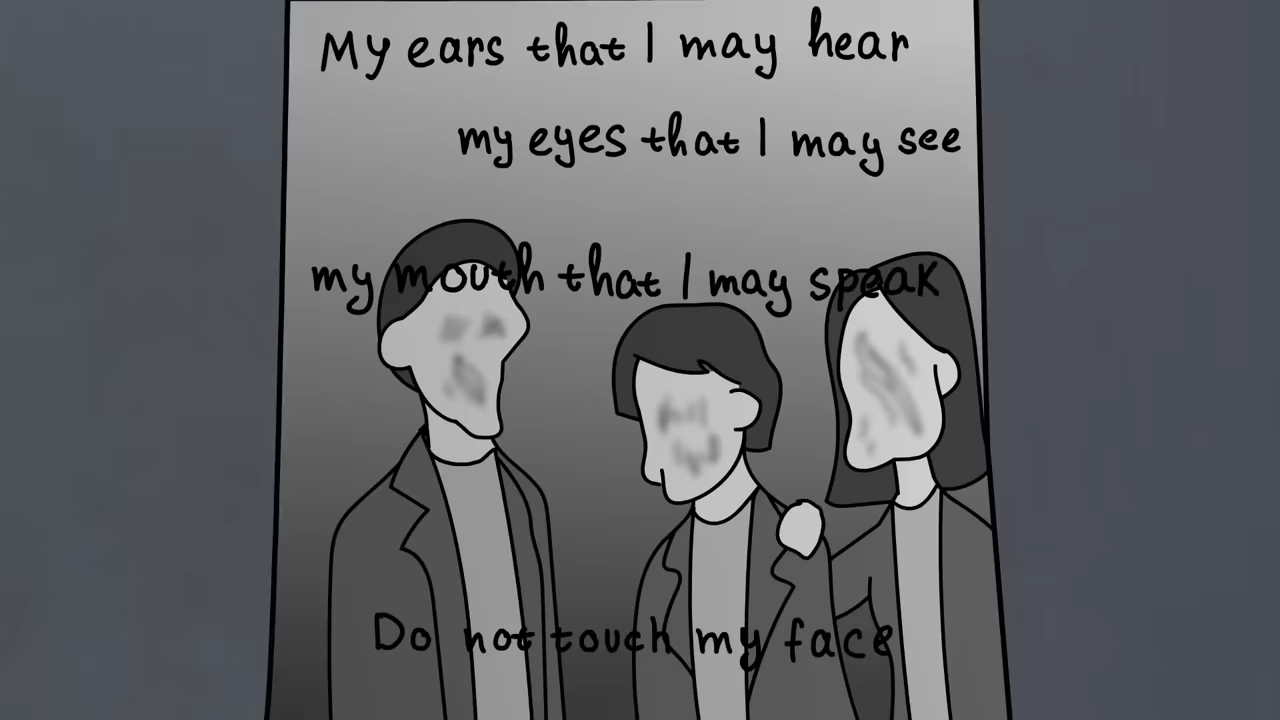 My ears that I may hear
my eyes that I may see
my mouth that I may speak
Do not touch my face